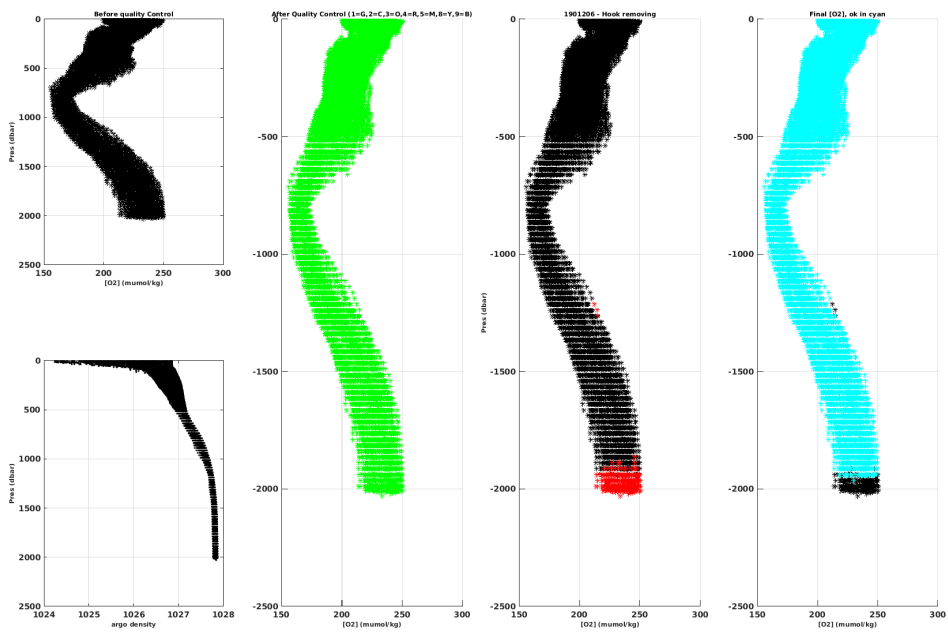 Before quality Control
0
500
1000
1500
2000
2500
150 200 250 300
Pres (dbar)
[O2] (mumol/kg)
0
500
1000
1500
2000
2500
1024 1025 1026 1027 1028
Pres (dbar)
argo density
After Quality Control (1=G,2=C,3=O,4=R,5=M,8=Y,9=B)
0
-500
-1000
-1500
-2000
-2500
150 200 250 300
[O2] (mumol/kg)
1901206 - Hook removing
0
-500
-1000
-1500
-2000
-2500
150 200 250 300
Pres (dbar)
[O2] (mumol/kg)
Final [O2], ok in cyan
0
-500
-1000
-1500
-2000
-2500
150 200 250 300
[O2] (mumol/kg)